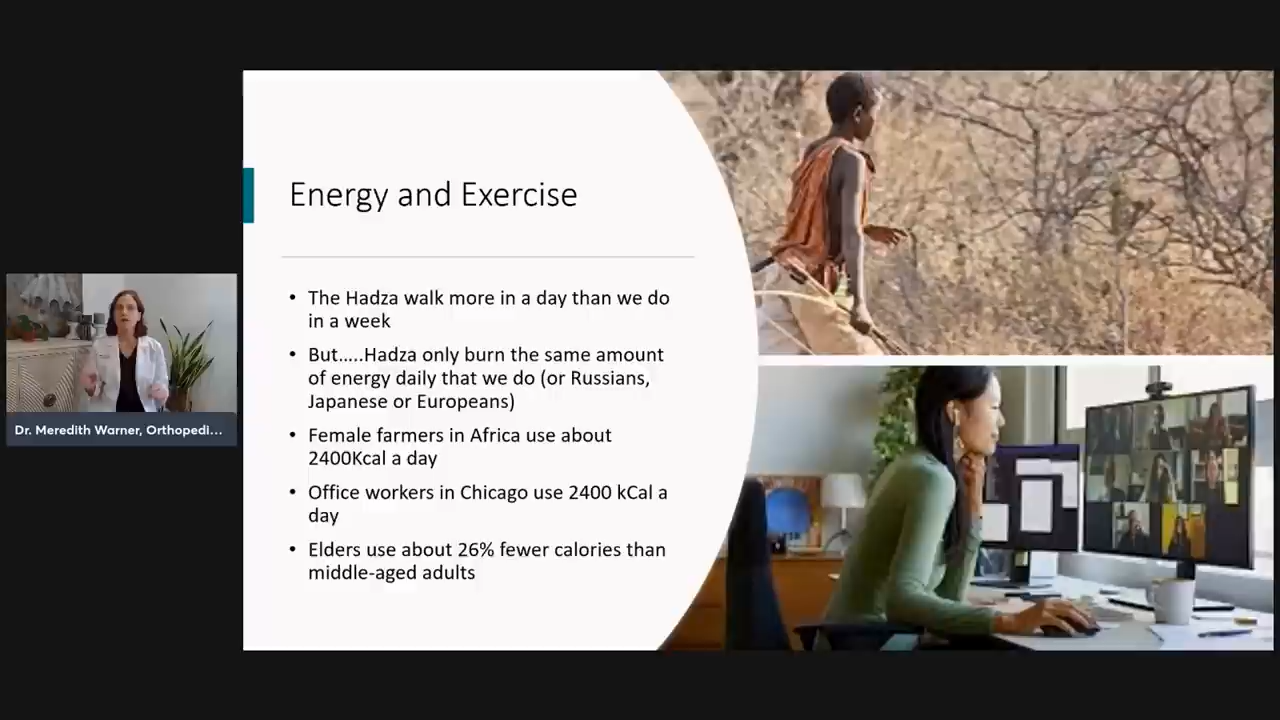 Energy and Exercise
• The Hadza walk more in a day than we do
in a week
• But…..Hadza only burn the same amount
of energy daily that we do (or Russians,
Japanese or Europeans)
• Female farmers in Africa use about
2400Kcal a day
• Office workers in Chicago use 2400 kCal a
day
• Elders use about 26% fewer calories than
middle-aged adults
Dr. Meredith Warner, Orthopedi...